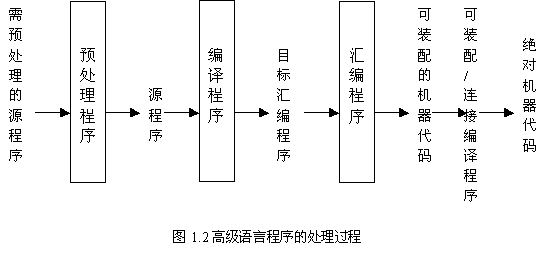 需预处理的源程序
预处理程序
源程序
编译程序
目标汇编程序
汇编程序
可装配的机器代码
可装配/连接编译程序
绝对机器代码
图 1.2高级语言程序的处理过程